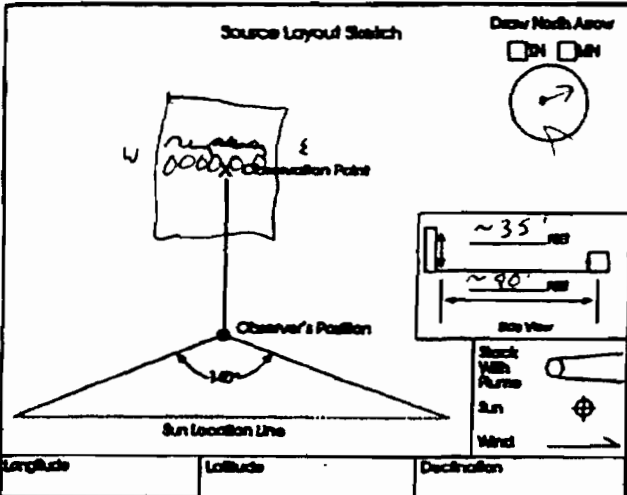 Source Layout Sketch
Draw North Arrow
TN MN
W
E
Observation Point
~35' FEET
~90' FEET
Side View
Observer's Position
140°
Sun Location Line
Stack
With
Plume
Sun
Wind
Longitude
Latitude
Declination